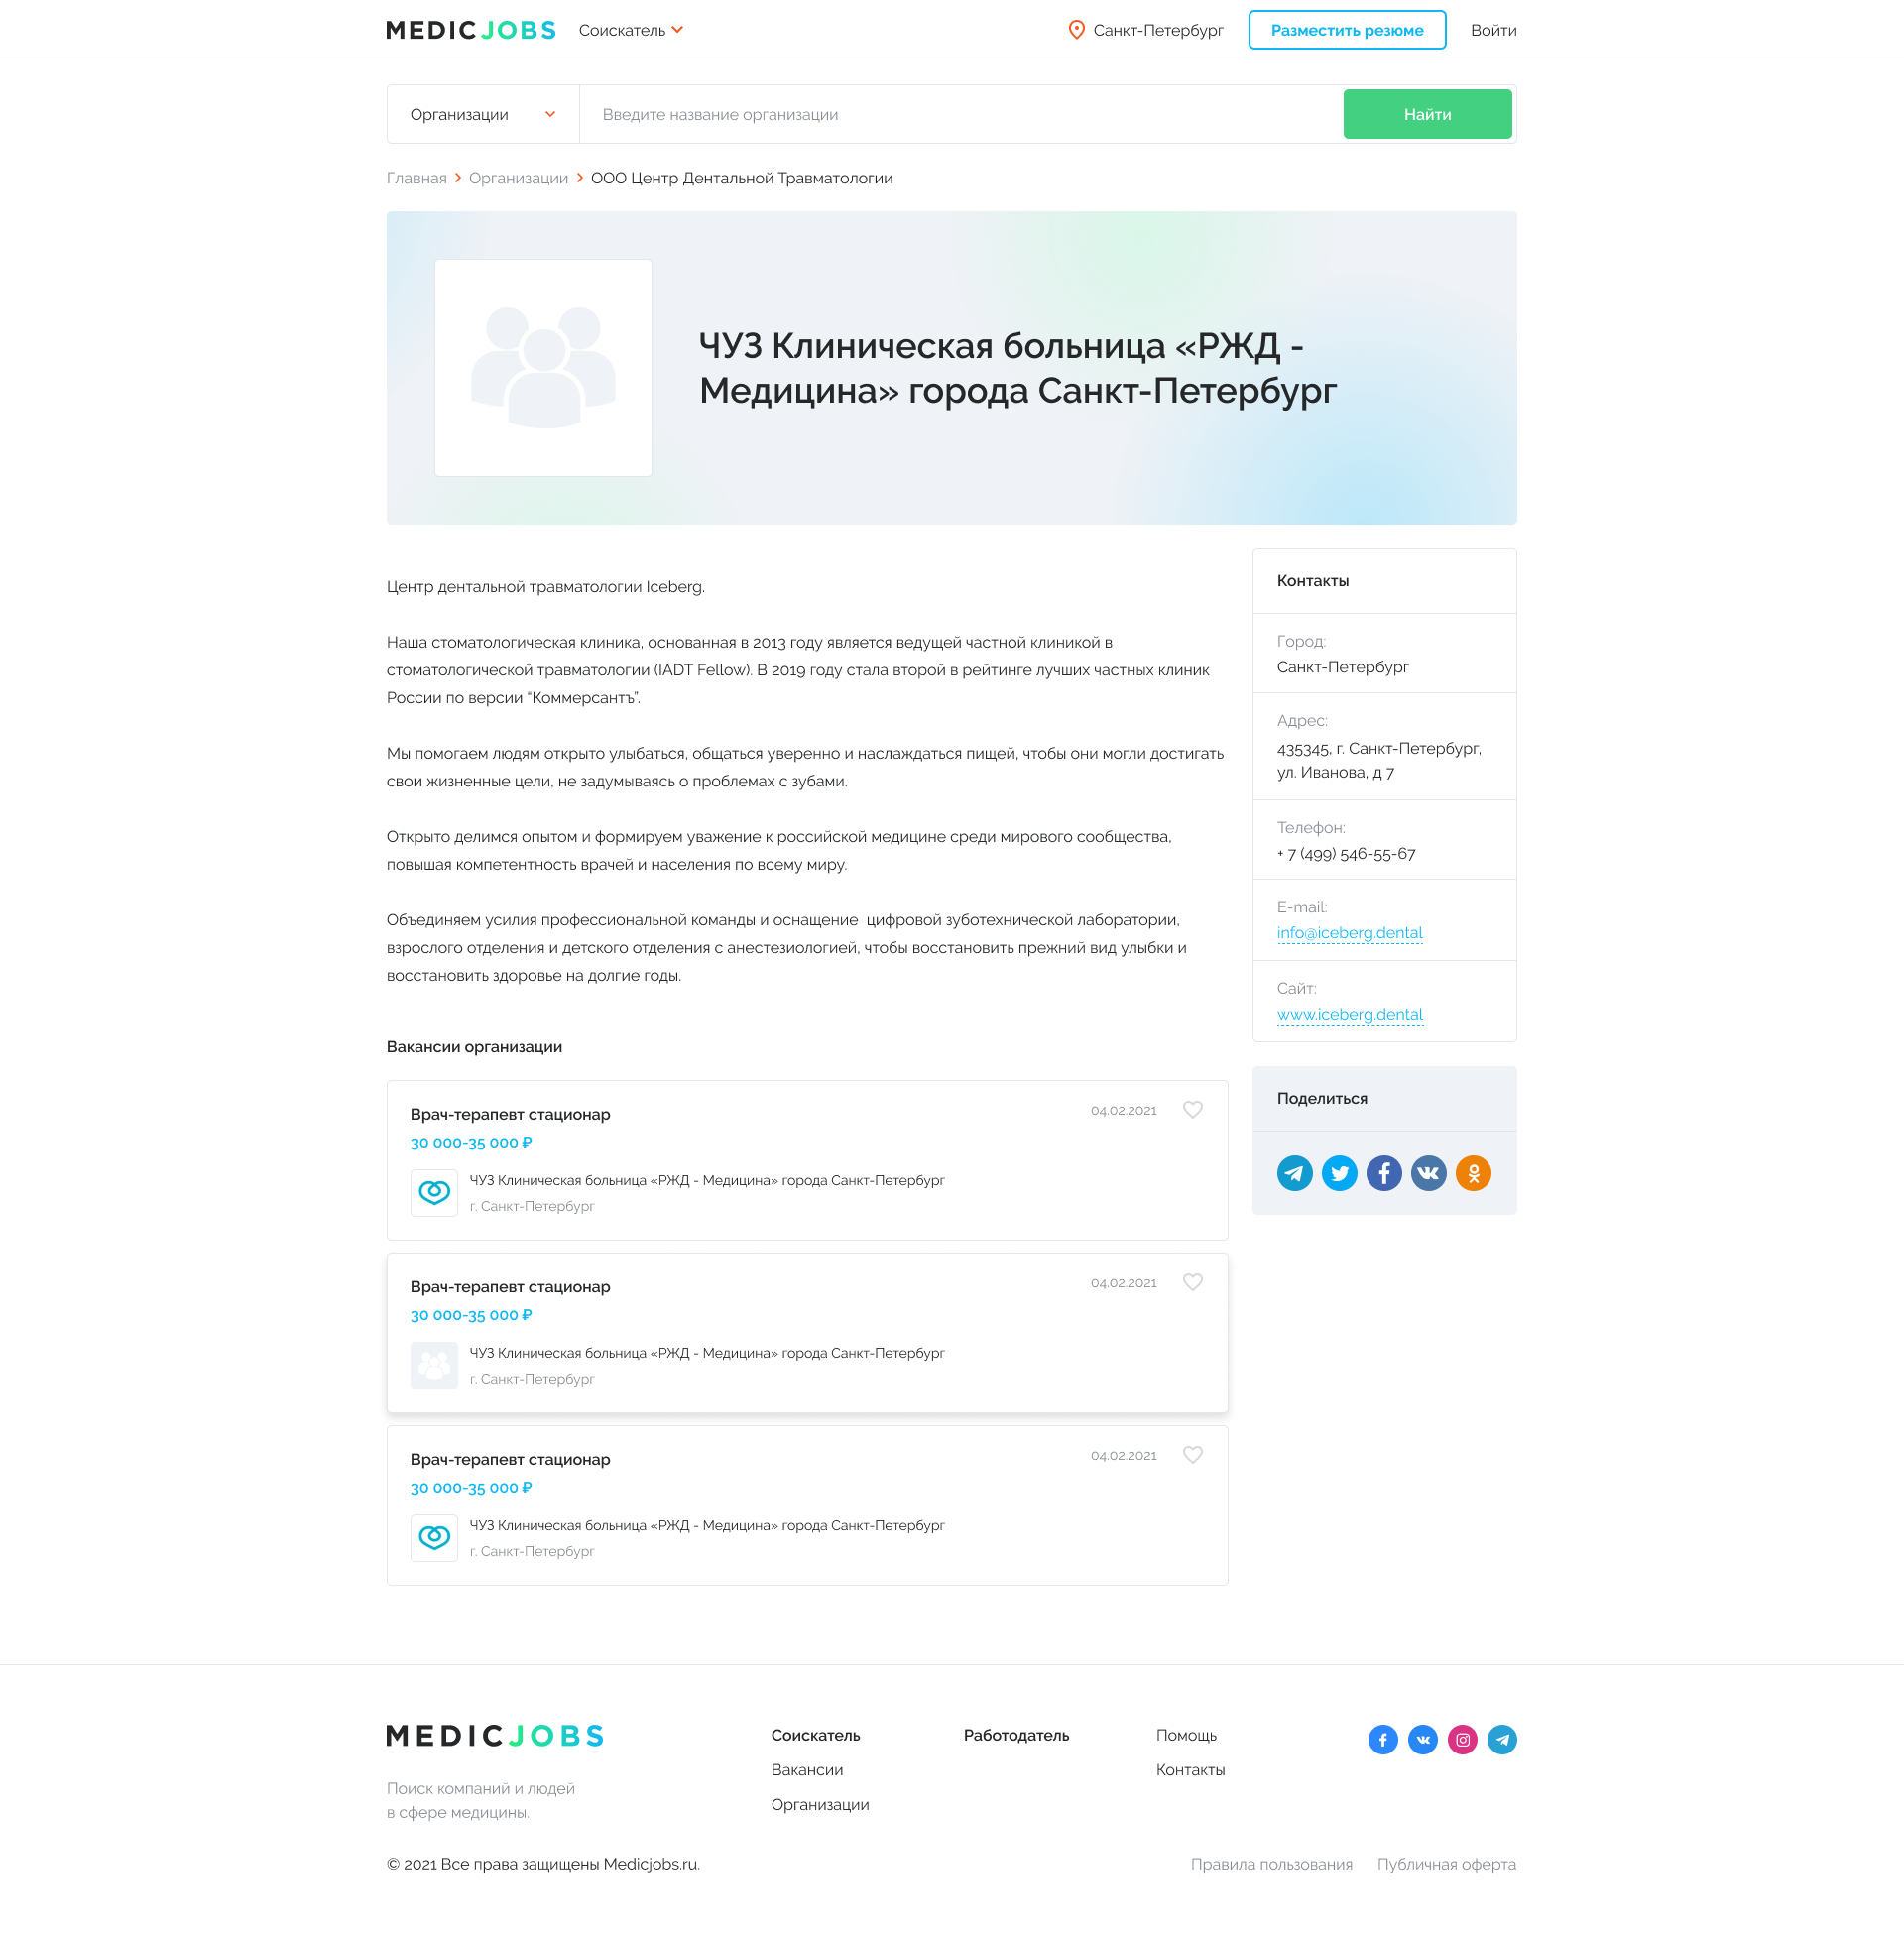 MEDICJOBS Соискатель Санкт-Петербург Разместить резюме Войти
Организации Введите название организации Найти
Главная Организации ООО Центр Дентальной Травматологии
ЧУЗ Клиническая больница «РЖД -
Медицина» города Санкт-Петербург
Центр дентальной травматологии Iceberg.
Наша стоматологическая клиника, основанная в 2013 году является ведущей частной клиникой в
стоматологической травматологии (IADT Fellow). В 2019 году стала второй в рейтинге лучших частных клиник
России по версии “Коммерсантъ”.
Мы помогаем людям открыто улыбаться, общаться уверенно и наслаждаться пищей, чтобы они могли достигать
свои жизненные цели, не задумываясь о проблемах с зубами.
Открыто делимся опытом и формируем уважение к российской медицине среди мирового сообщества,
повышая компетентность врачей и населения по всему миру.
Объединяем усилия профессиональной команды и оснащение  цифровой зуботехнической лаборатории,
взрослого отделения и детского отделения с анестезиологией, чтобы восстановить прежний вид улыбки и
восстановить здоровье на долгие годы.
Вакансии организации
Врач-терапевт стационар 04.02.2021
30 000-35 000 ₽
ЧУЗ Клиническая больница «РЖД - Медицина» города Санкт-Петербург
г. Санкт-Петербург
Врач-терапевт стационар 04.02.2021
30 000-35 000 ₽
ЧУЗ Клиническая больница «РЖД - Медицина» города Санкт-Петербург
г. Санкт-Петербург
Врач-терапевт стационар 04.02.2021
30 000-35 000 ₽
ЧУЗ Клиническая больница «РЖД - Медицина» города Санкт-Петербург
г. Санкт-Петербург
Контакты
Город:
Санкт-Петербург
Адрес:
435345, г. Санкт-Петербург,
ул. Иванова, д 7
Телефон:
+ 7 (499) 546-55-67
E-mail:
info@iceberg.dental
Сайт:
www.iceberg.dental
Поделиться
MEDICJOBS
Поиск компаний и людей
в сфере медицины.
Соискатель
Вакансии
Организации
Работодатель
Помощь
Контакты
© 2021 Все права защищены Medicjobs.ru.
Правила пользования Публичная оферта